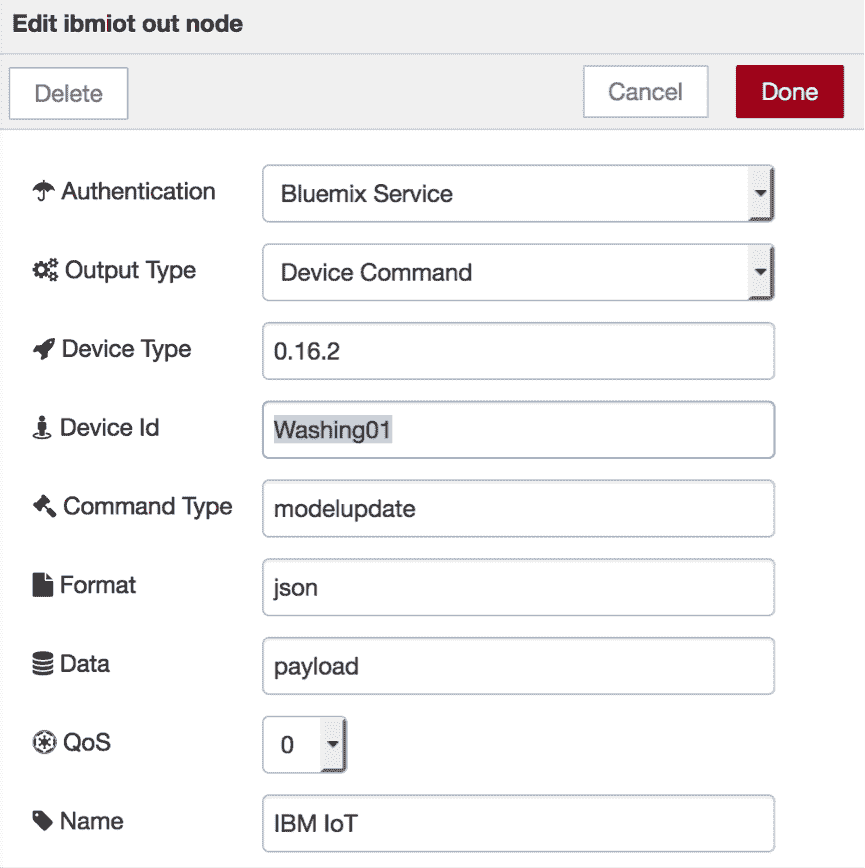 Edit ibmiot out node
Delete Cancel Done
Authentication Bluemix Service
Output Type Device Command
Device Type 0.16.2
Device Id Washing01
Command Type modelupdate
Format json
Data payload
QoS 0
Name IBM IoT